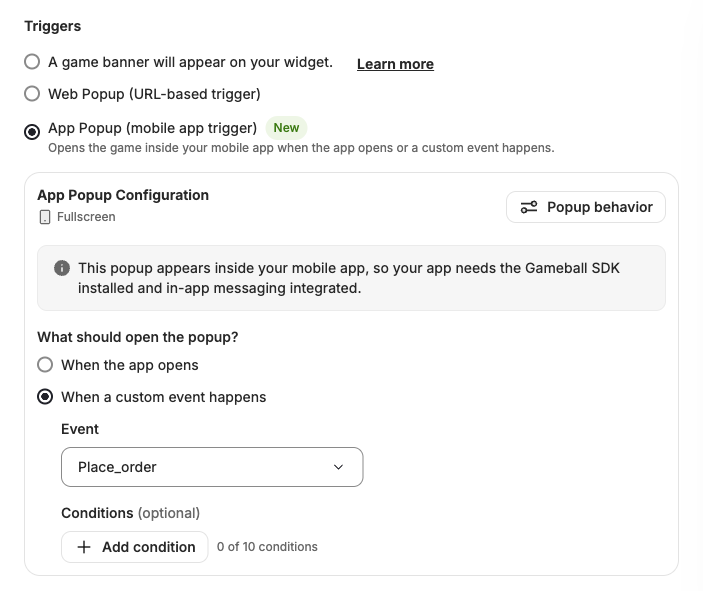 Triggers
A game banner will appear on your widget. Learn more
Web Popup (URL-based trigger)
App Popup (mobile app trigger) New
Opens the game inside your mobile app when the app opens or a custom event happens.
App Popup Configuration
Fullscreen
Popup behavior
This popup appears inside your mobile app, so your app needs the Gameball SDK
installed and in-app messaging integrated.
What should open the popup?
When the app opens
When a custom event happens
Event
Place_order
Conditions (optional)
Add condition 0 of 10 conditions